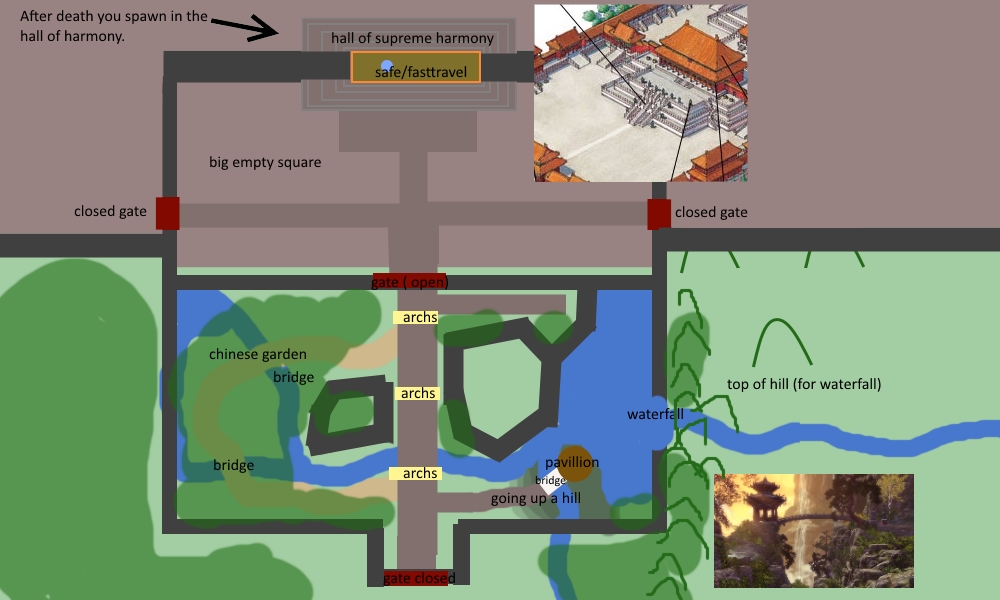 After death you spawn in the
hall of harmony.
hall of supreme harmony
safe/fasttravel
big empty square
closed gate
closed gate
gate ( open)
archs
chinese garden
bridge
archs
top of hill (for waterfall)
waterfall
bridge
archs
pavillion
bridge
going up a hill
gate closed